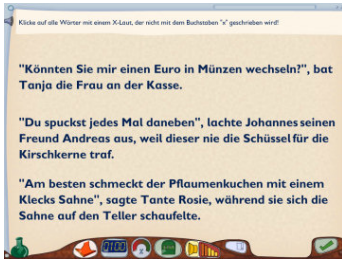 Klicke auf alle Wörter mit einem X-Laut, der nicht mit dem Buchstaben "x" geschrieben wird!
"Könnten Sie mir einen Euro in Münzen wechseln?", bat
Tanja die Frau an der Kasse.
"Du spuckst jedes Mal daneben", lachte Johannes seinen
Freund Andreas aus, weil dieser nie die Schüssel für die
Kirschkerne traf.
"Am besten schmeckt der Pflaumenkuchen mit einem
Klecks Sahne", sagte Tante Rosie, während sie sich die
Sahne auf den Teller schaufelte.